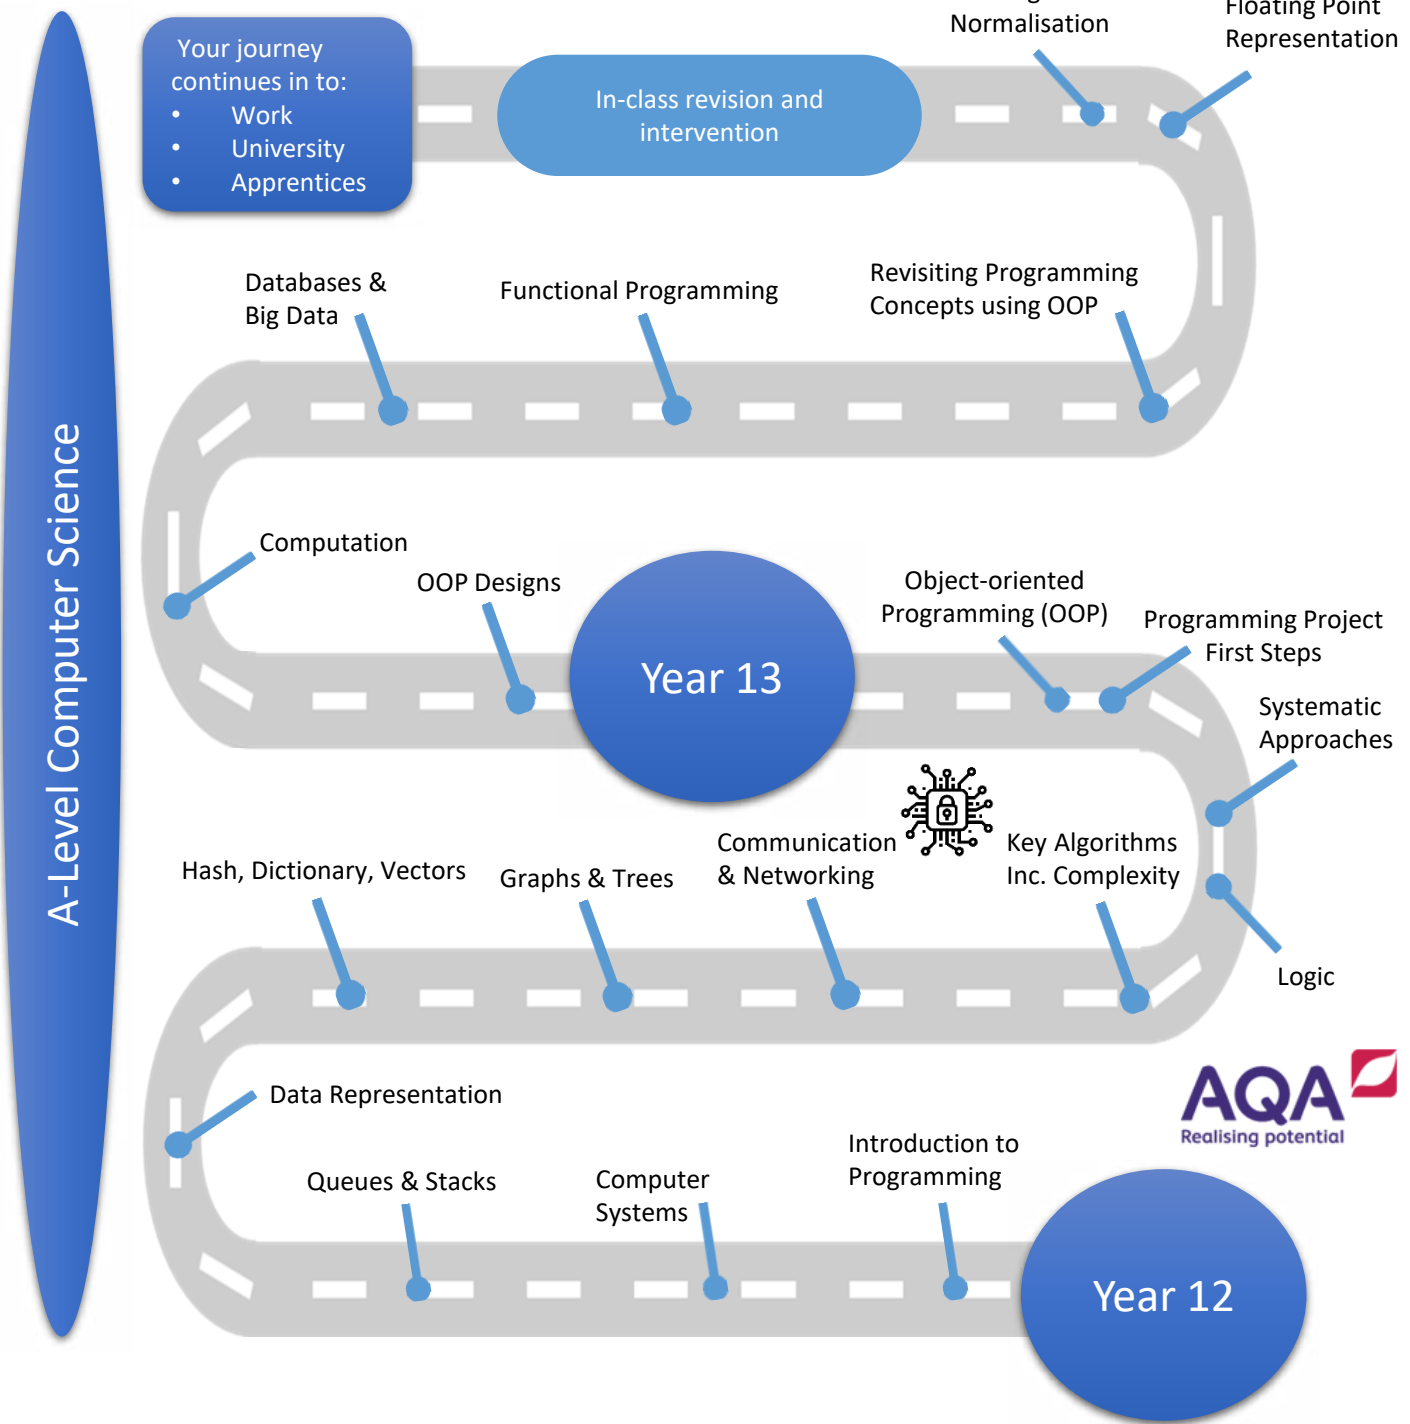 Normalisation
Floating Point
Representation
Your journey
continues in to:
• Work
• University
• Apprentices
In-class revision and
intervention
Databases &
Big Data
Functional Programming
Revisiting Programming
Concepts using OOP
A-Level Computer Science
Computation
OOP Designs
Year 13
Object-oriented
Programming (OOP)
Programming Project
First Steps
Systematic
Approaches
Hash, Dictionary, Vectors
Graphs & Trees
Communication
& Networking
Key Algorithms
Inc. Complexity
Logic
Data Representation
AQA
Realising potential
Queues & Stacks
Computer
Systems
Introduction to
Programming
Year 12